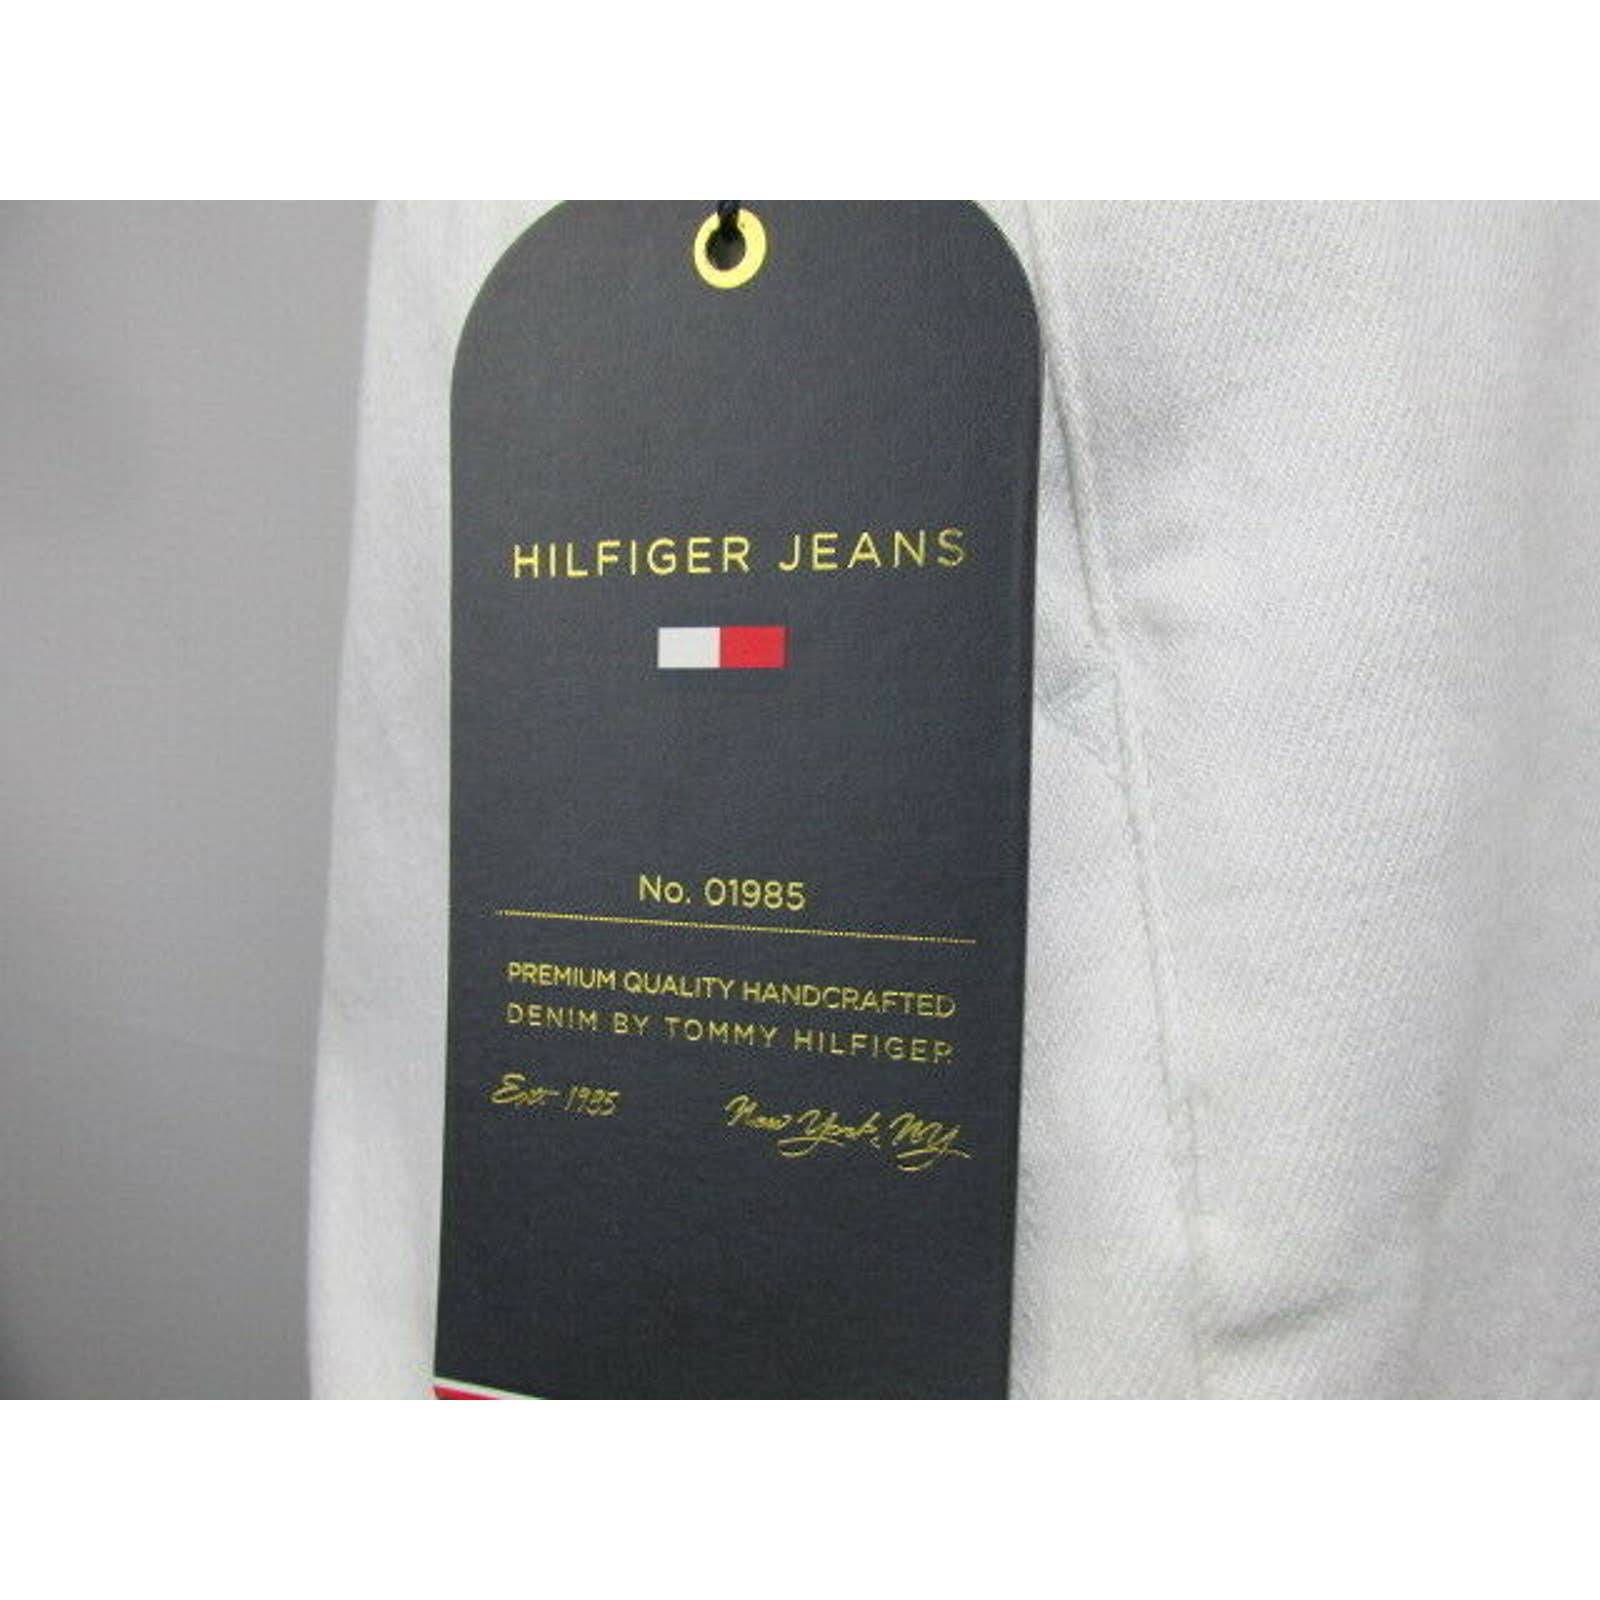 HILFIGER JEANS
No. 01985
PREMIUM QUALITY HANDCRAFTED
DENIM BY TOMMY HILFIGER
Est. 1985 New York, NY